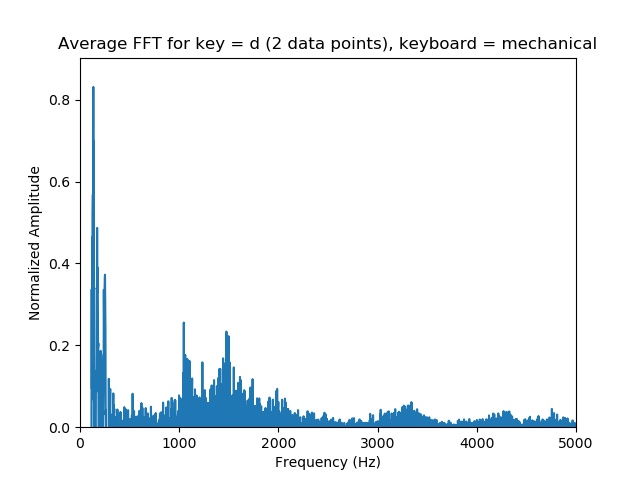 Average FFT for key = d (2 data points), keyboard = mechanical
0.8
0.6
0.4
0.2
0.0
Normalized Amplitude
0 1000 2000 3000 4000 5000
Frequency (Hz)